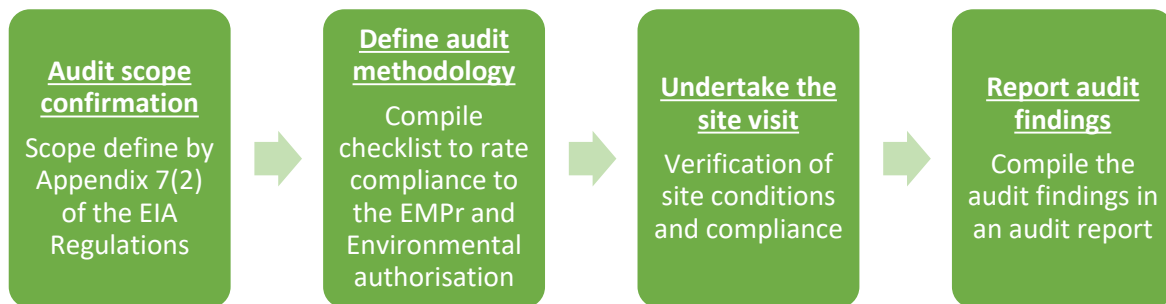 Audit scope
confirmation
Scope define by
Appendix 7(2)
of the EIA
Regulations
Define audit
methodology
Compile
checklist to rate
compliance to
the EMPr and
Environmental
authorisation
Undertake the
site visit
Verification of
site conditions
and compliance
Report audit
findings
Compile the
audit findings in
an audit report